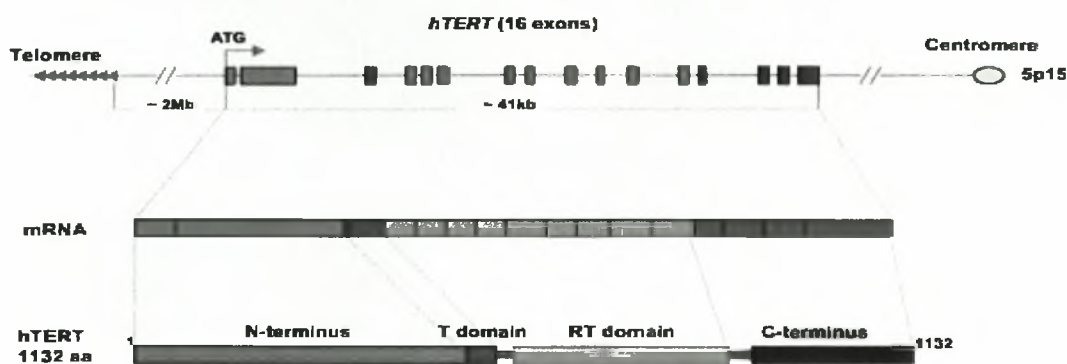 hTERT (16 exons)
ATG
Telomere
Centromere
5p15
~ 2Mb
~ 41kb
mRNA
hTERT
1132 aa
1
N-terminus
T domain
RT domain
C-terminus
1132